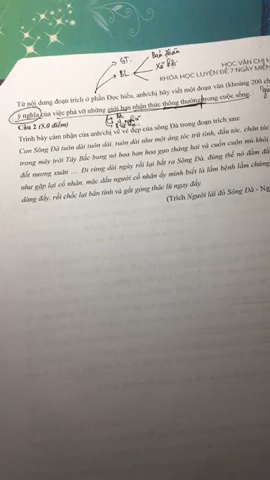 GT.
BL
Bản thân
Xã hội
HỌC VĂN CHỊ H
KHÓA HỌC LUYỆN ĐỀ 7 NGÀY MIỄ
Từ nội dung đoạn trích ở phần Đọc hiểu, anh/chị hãy viết một đoạn văn (khoảng 200 ch
ý nghĩa của việc phá vỡ những giới hạn nhận thức thông thường trong cuộc sống.
Câu 2 (5.0 điểm)
Trình bày cảm nhận của anh/chị về vẻ đẹp của sông Đà trong đoạn trích sau:
Con Sông Đà tuôn dài tuôn dài, tuôn dài như một áng tóc trữ tình, đầu tóc, chân tóc
trong mây trời Tây Bắc bung nở hoa ban hoa gạo tháng hai và cuồn cuộn mù khói
đốt nương xuân .... Đi rừng dài ngày rồi lại bắt ra Sông Đà, đúng thế nó đằm đằ
như gặp lại cố nhân, mặc dầu người cố nhân ấy mình biết là lắm bệnh lắm chứng
dàng đấy, rồi chốc lại bẳn tính và gắt gỏng thác lũ ngay đấy.
(Trích Người lái đò Sông Đà - Ng